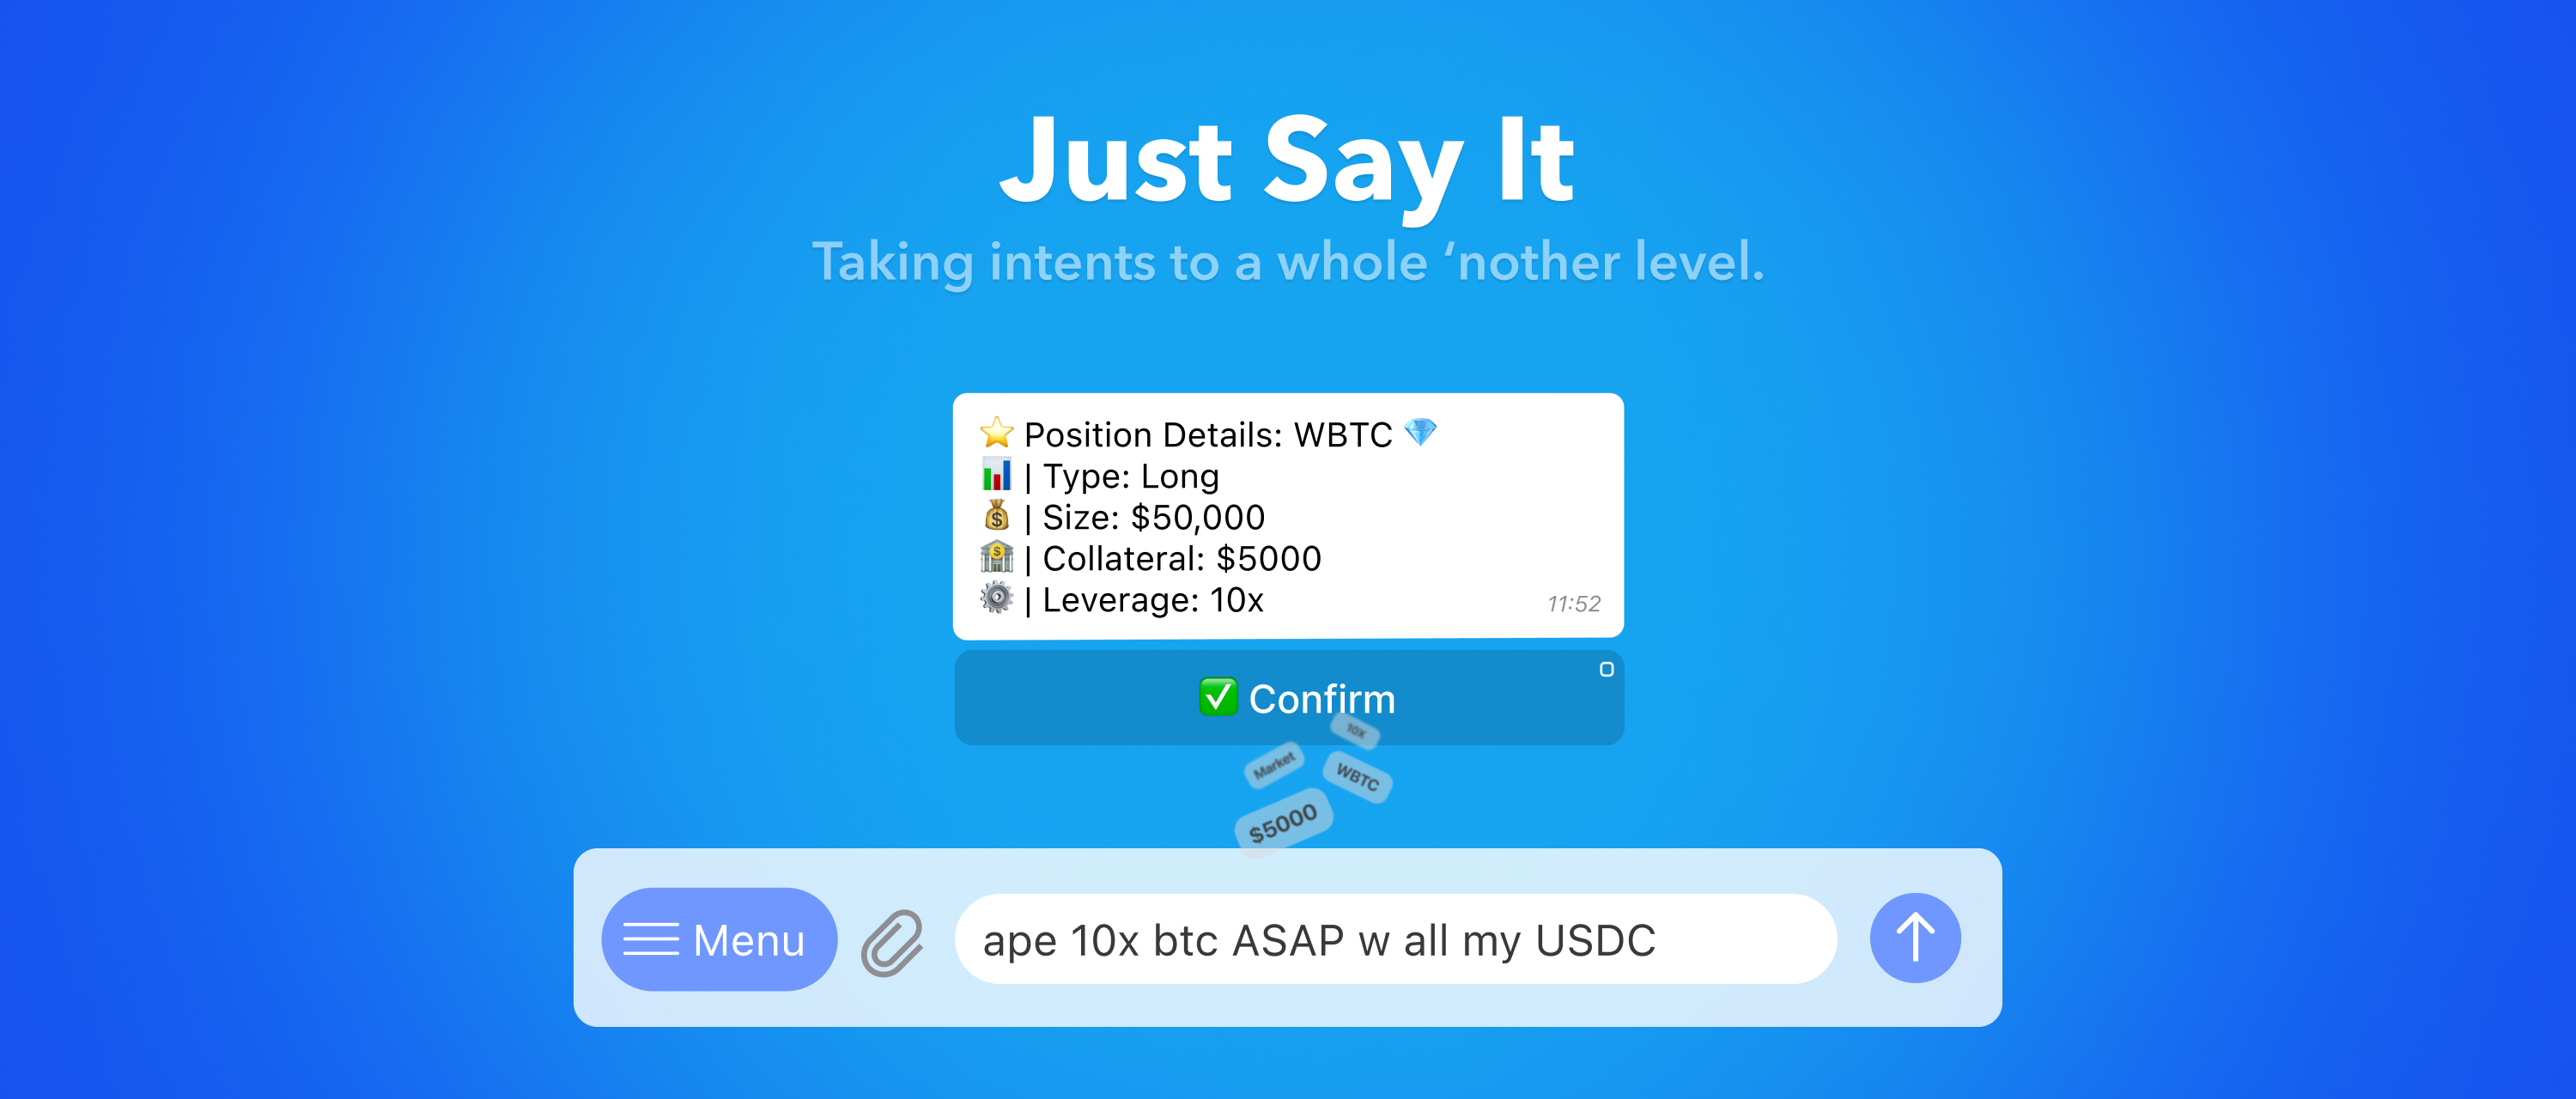 Just Say It
Taking intents to a whole ‘nother level.
⭐ Position Details: WBTC 💎
📊 | Type: Long
💰 | Size: $50,000
🏦 | Collateral: $5000
⚙️ | Leverage: 10x
11:52
✅ Confirm
10x
Market
WBTC
$5000
Menu
ape 10x btc ASAP w all my USDC